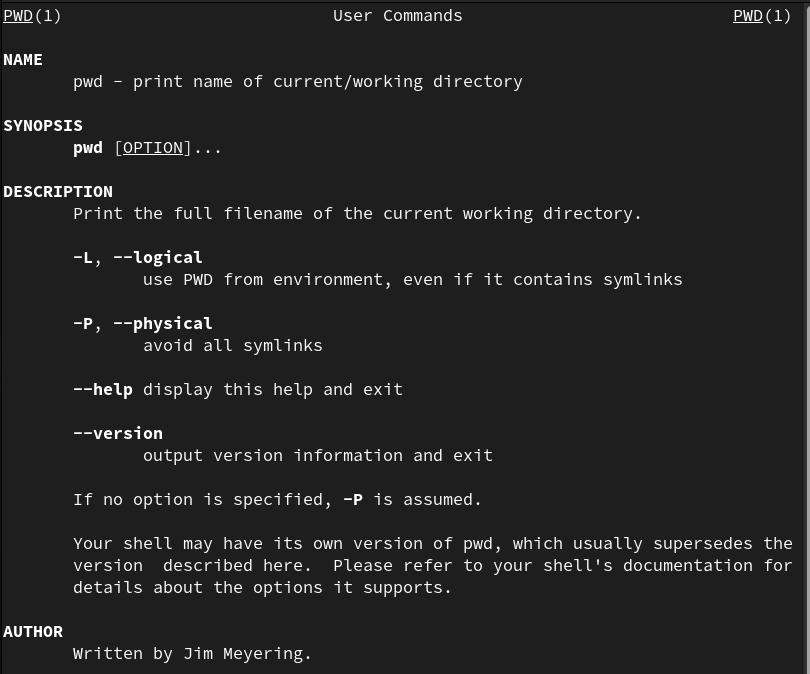 PWD(1) User Commands PWD(1)
NAME
pwd - print name of current/working directory
SYNOPSIS
pwd [OPTION]...
DESCRIPTION
Print the full filename of the current working directory.
-L, --logical
use PWD from environment, even if it contains symlinks
-P, --physical
avoid all symlinks
--help display this help and exit
--version
output version information and exit
If no option is specified, -P is assumed.
Your shell may have its own version of pwd, which usually supersedes the
version  described here.  Please refer to your shell's documentation for
details about the options it supports.
AUTHOR
Written by Jim Meyering.